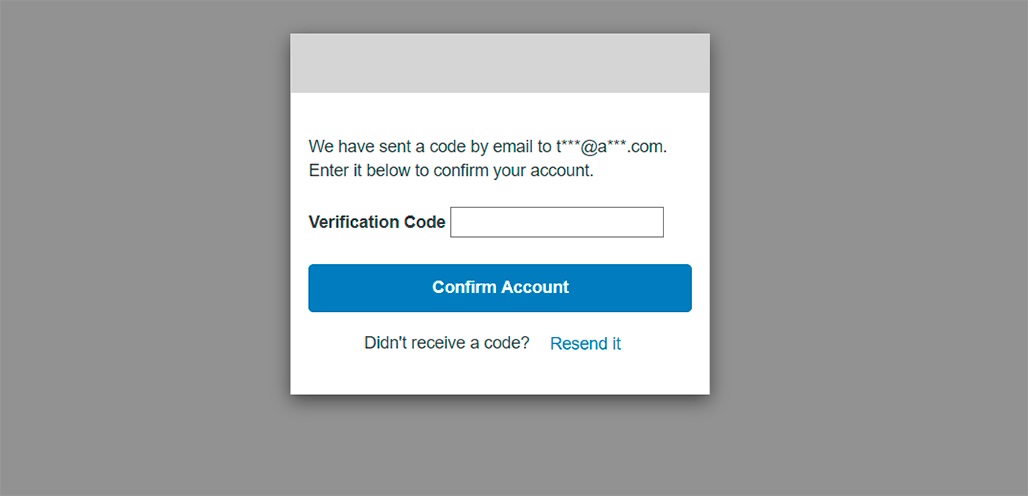 We have sent a code by email to t***@a***.com.
Enter it below to confirm your account.
Verification Code
Confirm Account
Didn't receive a code? Resend it